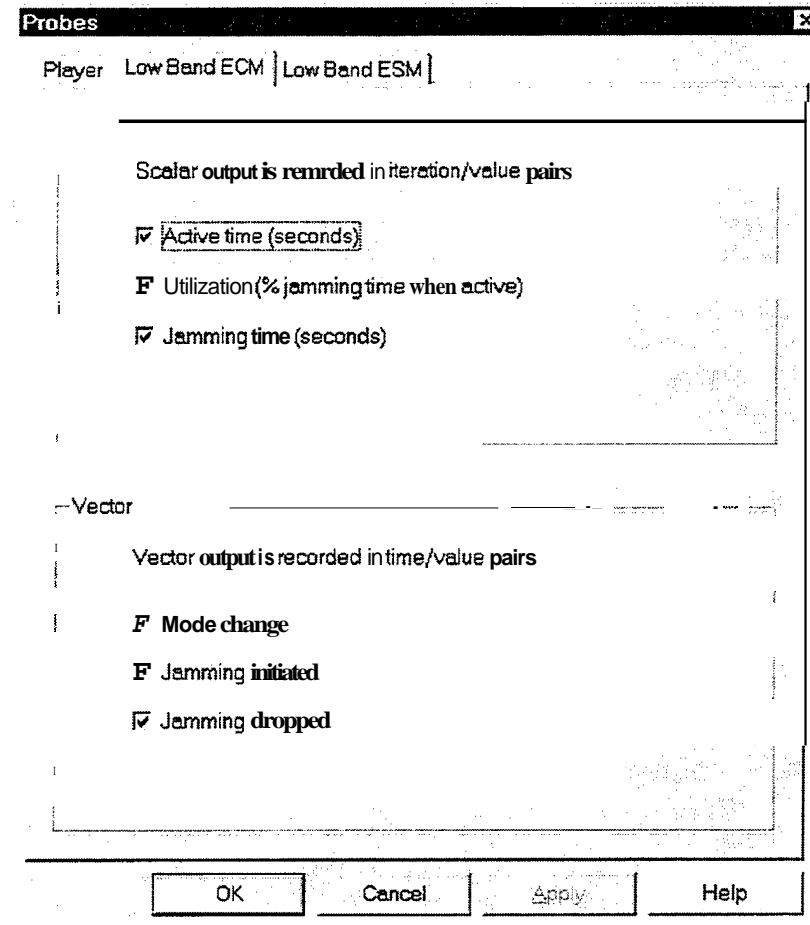 Probes
Player Low Band ECM Low Band ESM
Scalar output is remrded in iteration/value pairs
Active time (seconds)
F Utilization (% jamming time when active)
Jamming time (seconds)
Vector
Vector output is recorded in time/value pairs
F Mode change
F Jamming initiated
Jamming dropped
OK Cancel Apply Help